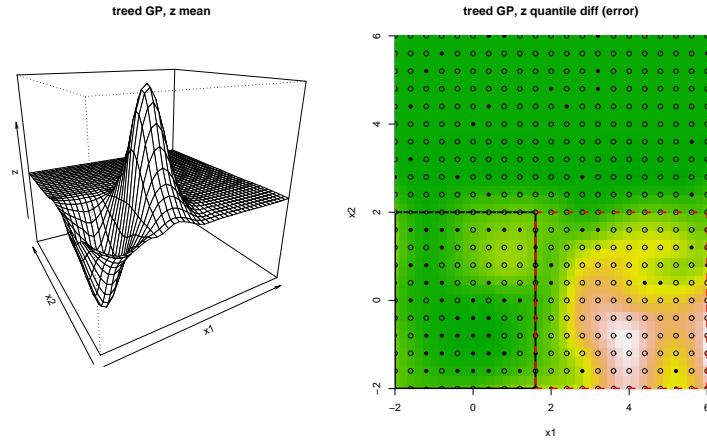 treed GP, z mean
z
x2
x1
treed GP, z quantile diff (error)
6
4
2
0
−2
x2
−2
0
2
4
6
x1